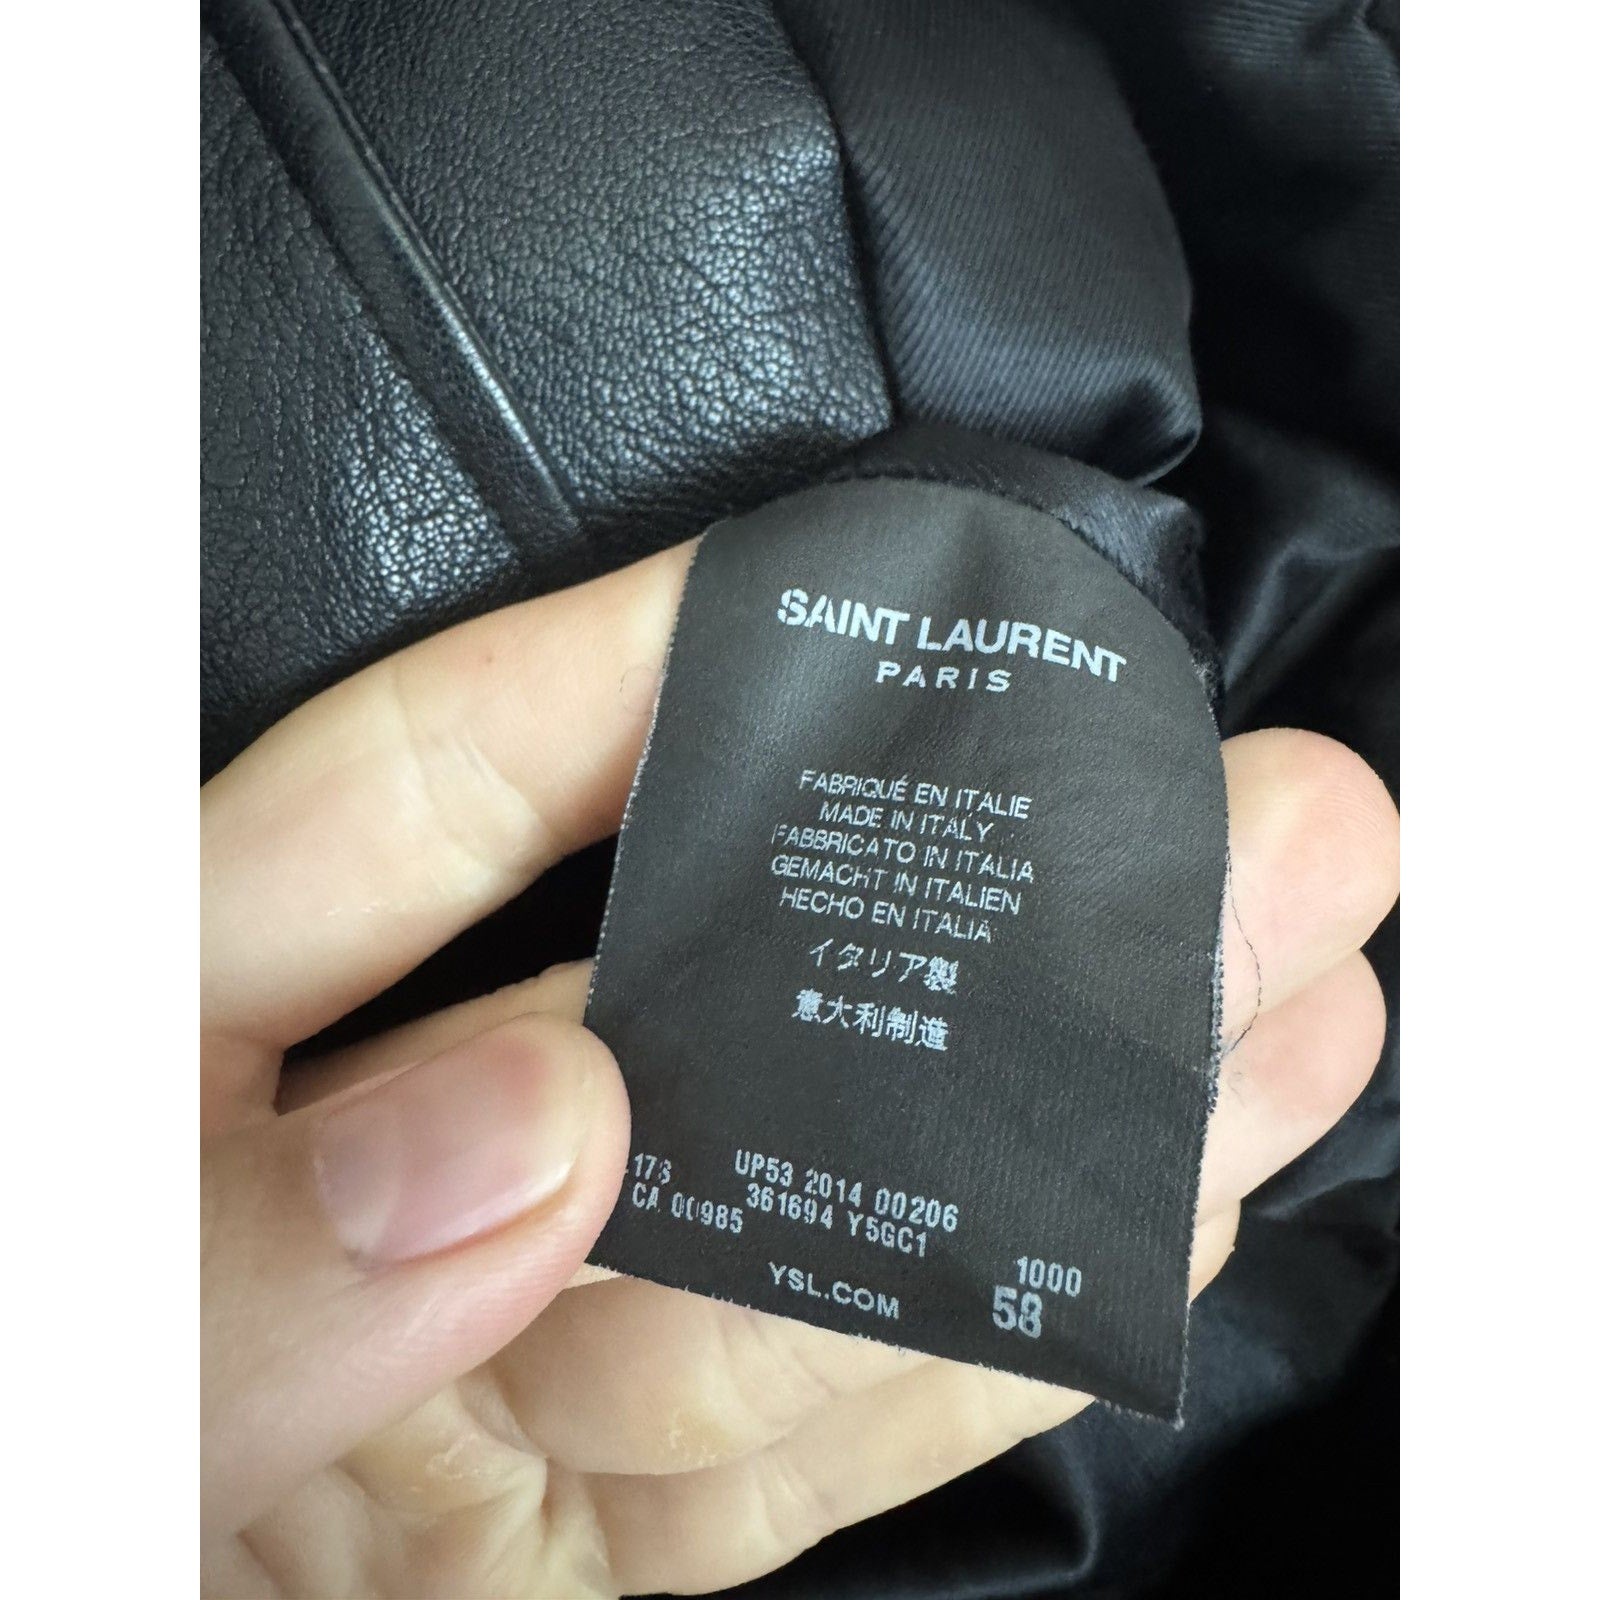 SAINT LAURENT
PARIS
FABRIQUÉ EN ITALIE
MADE IN ITALY
FABBRICATO IN ITALIA
GEMACHT IN ITALIEN
HECHO EN ITALIA
イタリア製
意大利制造
UP53 2014 00206
361694 Y5GC1
CA 00985
1000
YSL.COM
58